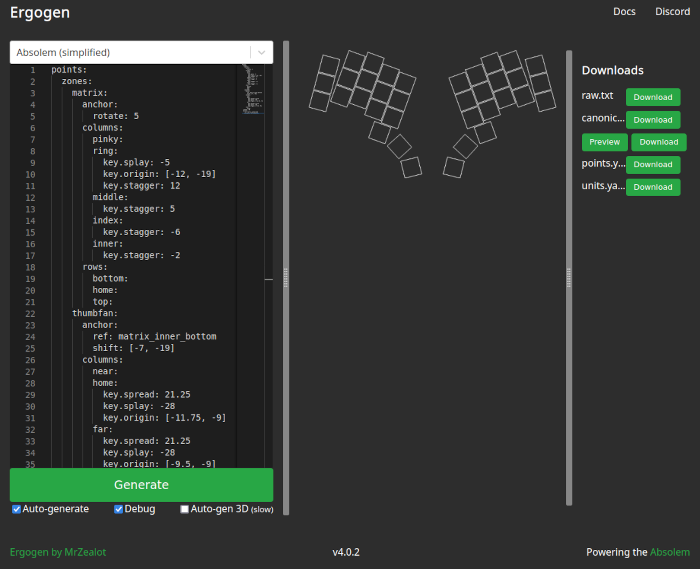 Ergogen
Docs Discord
Absolem (simplified)
1 points:
2 zones:
3 matrix:
4 anchor:
5 rotate: 5
6 columns:
7 pinky:
8 ring:
9 key.splay: -5
10 key.origin: [-12, -19]
11 key.stagger: 12
12 middle:
13 key.stagger: 5
14 index:
15 key.stagger: -6
16 inner:
17 key.stagger: -2
18 rows:
19 bottom:
20 home:
21 top:
22 thumbfan:
23 anchor:
24 ref: matrix_inner_bottom
25 shift: [-7, -19]
26 columns:
27 near:
28 home:
29 key.spread: 21.25
30 key.splay: -28
31 key.origin: [-11.75, -9]
32 far:
33 key.spread: 21.25
34 key.splay: -28
35 key.origin: [-9.5, -9]
Generate
Auto-generate Debug Auto-gen 3D (slow)
Downloads
raw.txt Download
canonic... Download
Preview Download
points.y... Download
units.ya... Download
Ergogen by MrZealot v4.0.2 Powering the Absolem